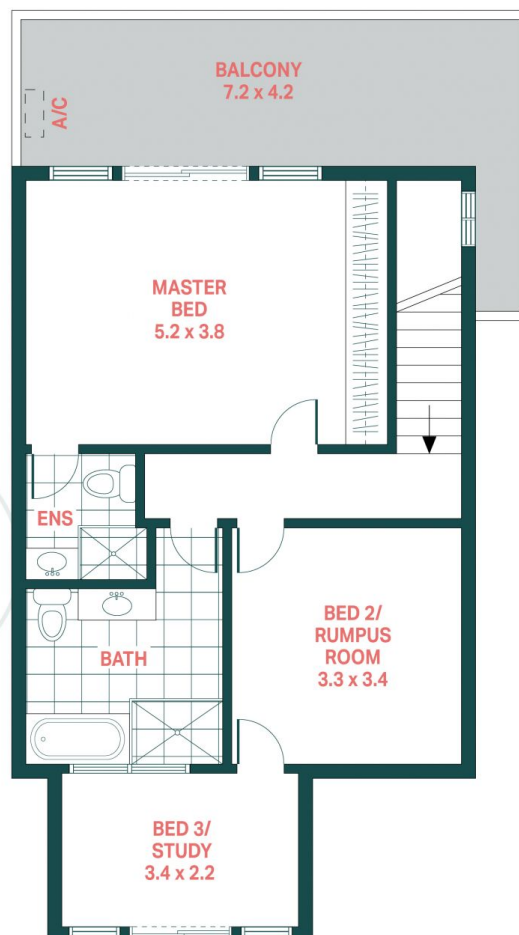 BALCONY
7.2 x 4.2
A/C
MASTER
BED
5.2 x 3.8
ENS
BATH
BED 2/
RUMPUS
ROOM
3.3 x 3.4
BED 3/
STUDY
3.4 x 2.2